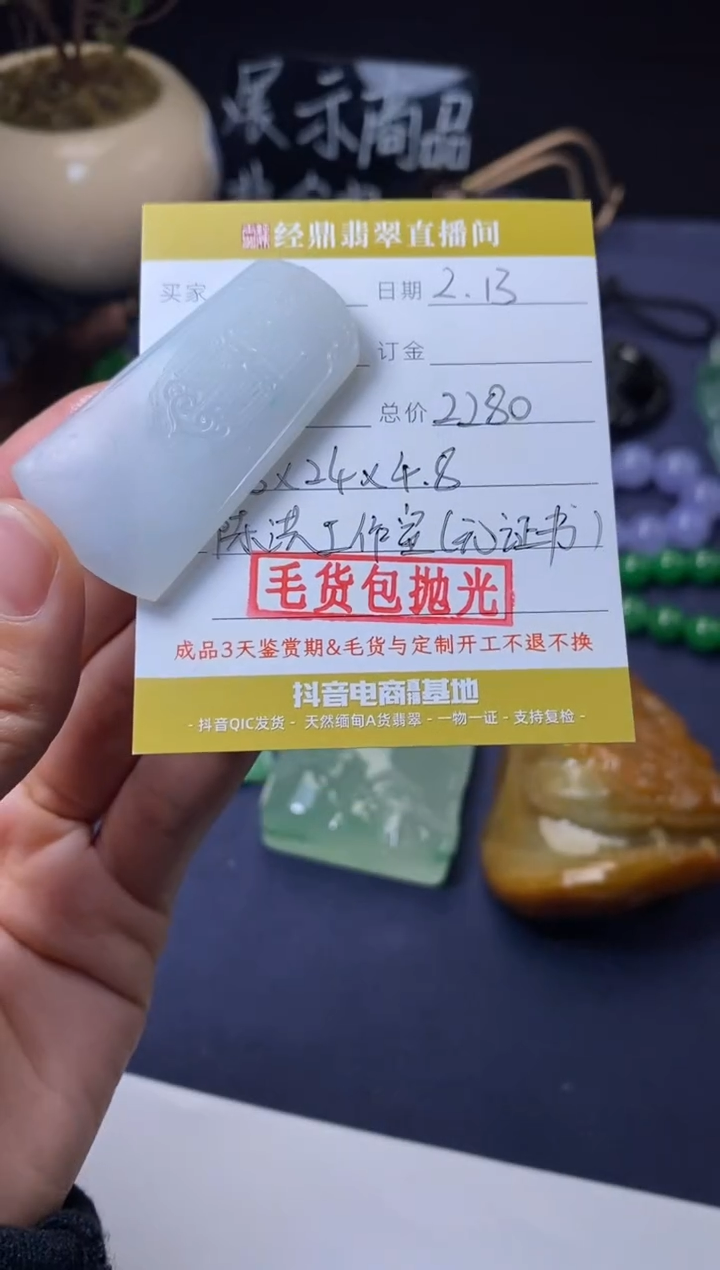 展示商品
经鼎翡翠直播间
买家 日期 2.13
订金
总价 2280
x24x4.8
陈洪工作室(元证书)
毛货包抛光
成品3天鉴赏期&毛货与定制开工不退不换
抖音电商基地
- 抖音QIC发货 - 天然缅甸A货翡翠 - 一物一证 - 支持复检 -